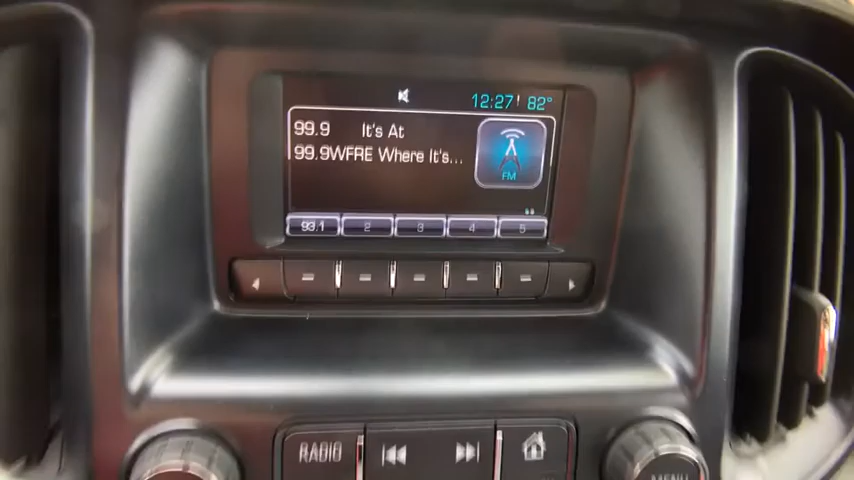 12:27 82°
99.9 It's At
99.9WFRE Where It's...
FM
93.1 2 3 4 5
RADIO
MENU